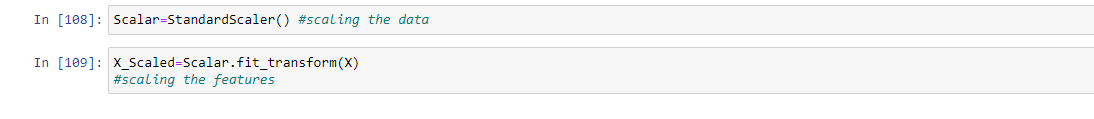 In [108]: Scalar=StandardScaler() #scaling the data
In [109]: X_Scaled=Scalar.fit_transform(X)
#scaling the features